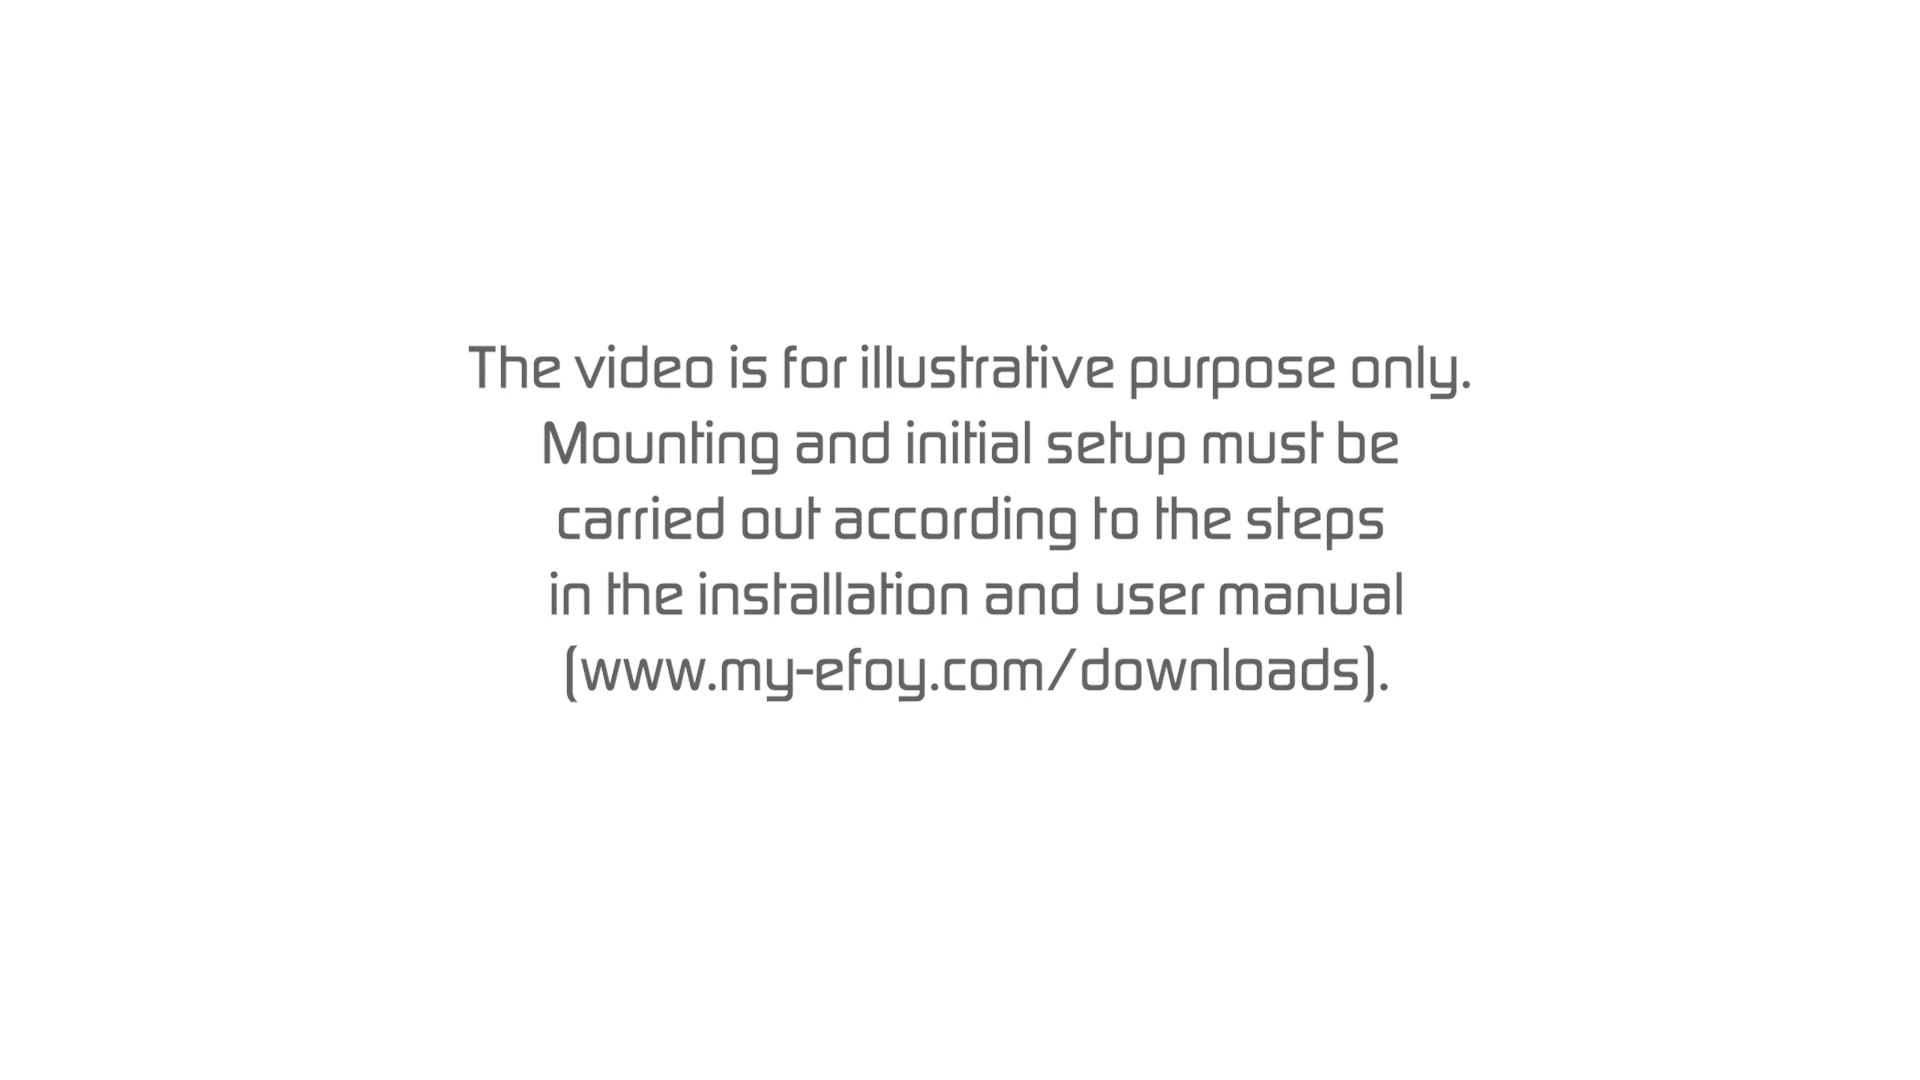 The video is for illustrative purpose only.
Mounting and initial setup must be
carried out according to the steps
in the installation and user manual
(www.my-efoy.com/downloads).